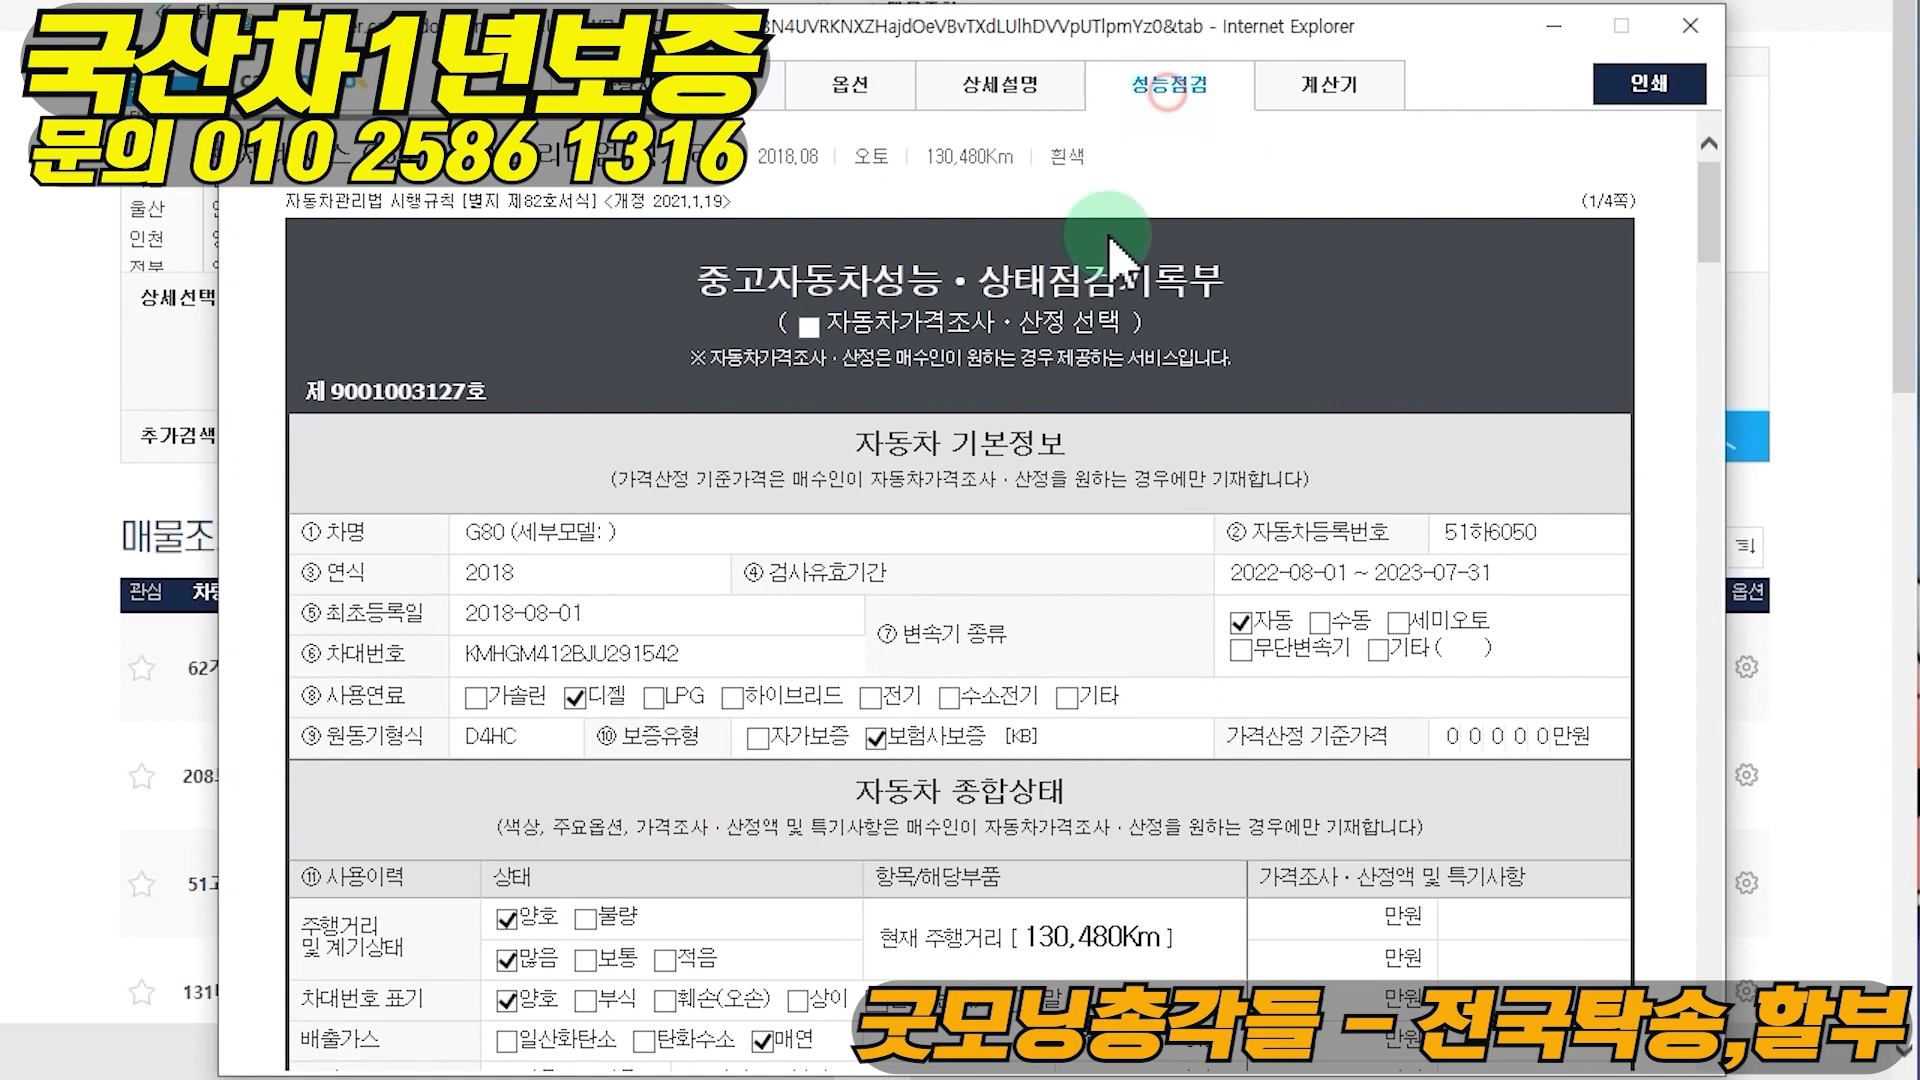 N4UVRKNXZHajdOeVBvTXdLUlhDVVpUTlpmYz0&tab - Internet Explorer
국산차1년보증
문의 010 2586 1316
옵션 상세설명 성능점검 계산기 인쇄
2018.08 오토 130,480Km 흰색
자동차관리법 시행규칙 [별지 제82호서식] <개정 2021.1.19> (1/4쪽)
울산
인천
전북
상세선택
추가검색
매물조
관심 차량
옵션
62
208
51고
131
중고자동차성능·상태점검기록부
( 자동차가격조사·산정 선택 )
※ 자동차가격조사·산정은 매수인이 원하는 경우 제공하는 서비스입니다.
제 9001003127호
자동차 기본정보
(가격산정 기준가격은 매수인이 자동차가격조사·산정을 원하는 경우에만 기재합니다)
① 차명 G80 (세부모델: ) ② 자동차등록번호 51하6050
③ 연식 2018 ④ 검사유효기간 2022-08-01 ~ 2023-07-31
⑤ 최초등록일 2018-08-01 ⑦ 변속기 종류 자동 수동 세미오토
⑥ 차대번호 KMHGM412BJU291542 무단변속기 기타 ( )
⑧ 사용연료 가솔린 디젤 LPG 하이브리드 전기 수소전기 기타
⑨ 원동기형식 D4HC ⑩ 보증유형 자가보증 보험사보증 [KB] 가격산정 기준가격 0 0 0 0 0만원
자동차 종합상태
(색상, 주요옵션, 가격조사·산정액 및 특기사항은 매수인이 자동차가격조사·산정을 원하는 경우에만 기재합니다)
⑪ 사용이력 상태 항목/해당부품 가격조사·산정액 및 특기사항
주행거리 및 계기상태 양호 불량 현재 주행거리 [ 130,480Km ] 만원
많음 보통 적음 만원
차대번호 표기 양호 부식 훼손(오손) 상이 말 만원
배출가스 일산화탄소 탄화수소 매연 만원
굿모닝총각들 - 전국탁송,할부